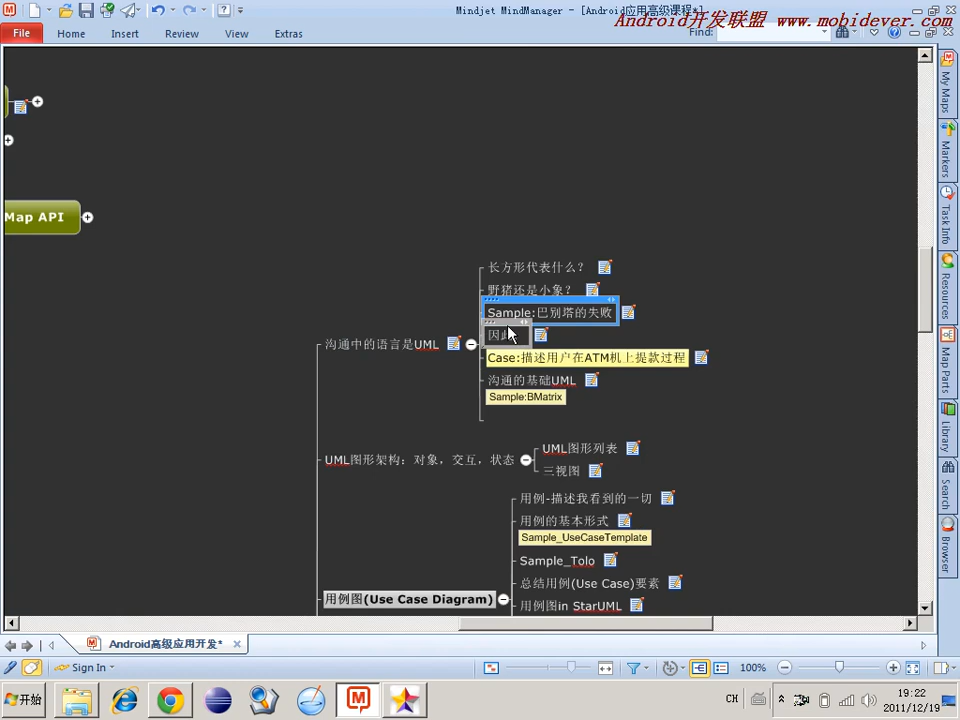 Mindjet MindManager - [Android应用高级课程*]
Android开发联盟 www.mobidever.com
File Home Insert Review View Extras
Find:
Map API
长方形代表什么?
野猪还是小象?
Sample:巴别塔的失败
沟通中的语言是UML
Case:描述用户在ATM机上提款过程
沟通的基础UML
Sample:BMatrix
UML图形列表
UML图形架构: 对象, 交互, 状态
三视图
用例-描述我看到的一切
用例的基本形式
Sample_UseCaseTemplate
Sample_Tolo
总结用例(Use Case)要素
用例图(Use Case Diagram)
用例图in StarUML
My Maps
Markers
Task Info
Resources
Map Parts
Library
Search
Browser
Android高级应用开发*
Sign In
100%
开始
CH
19:22
2011/12/19